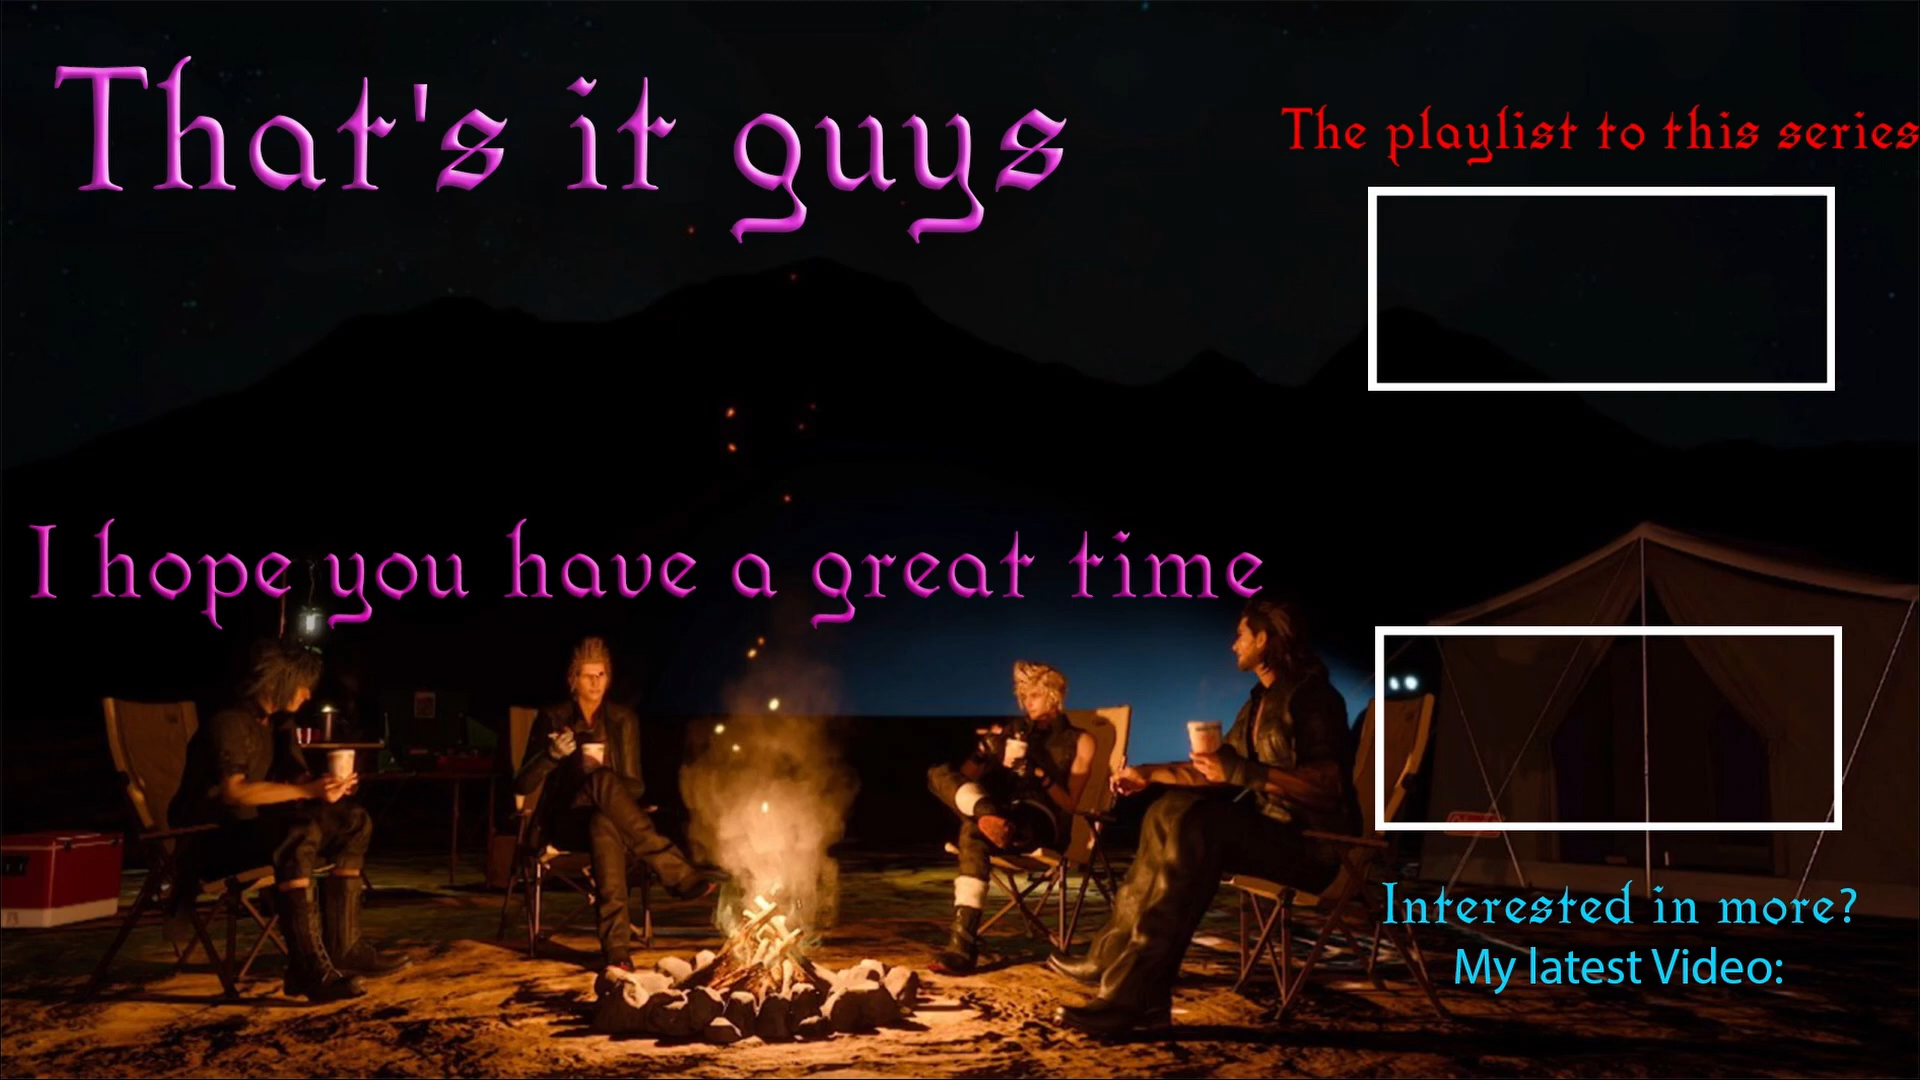 That's it guys
The playlist to this series
I hope you have a great time
Interested in more?
My latest Video: